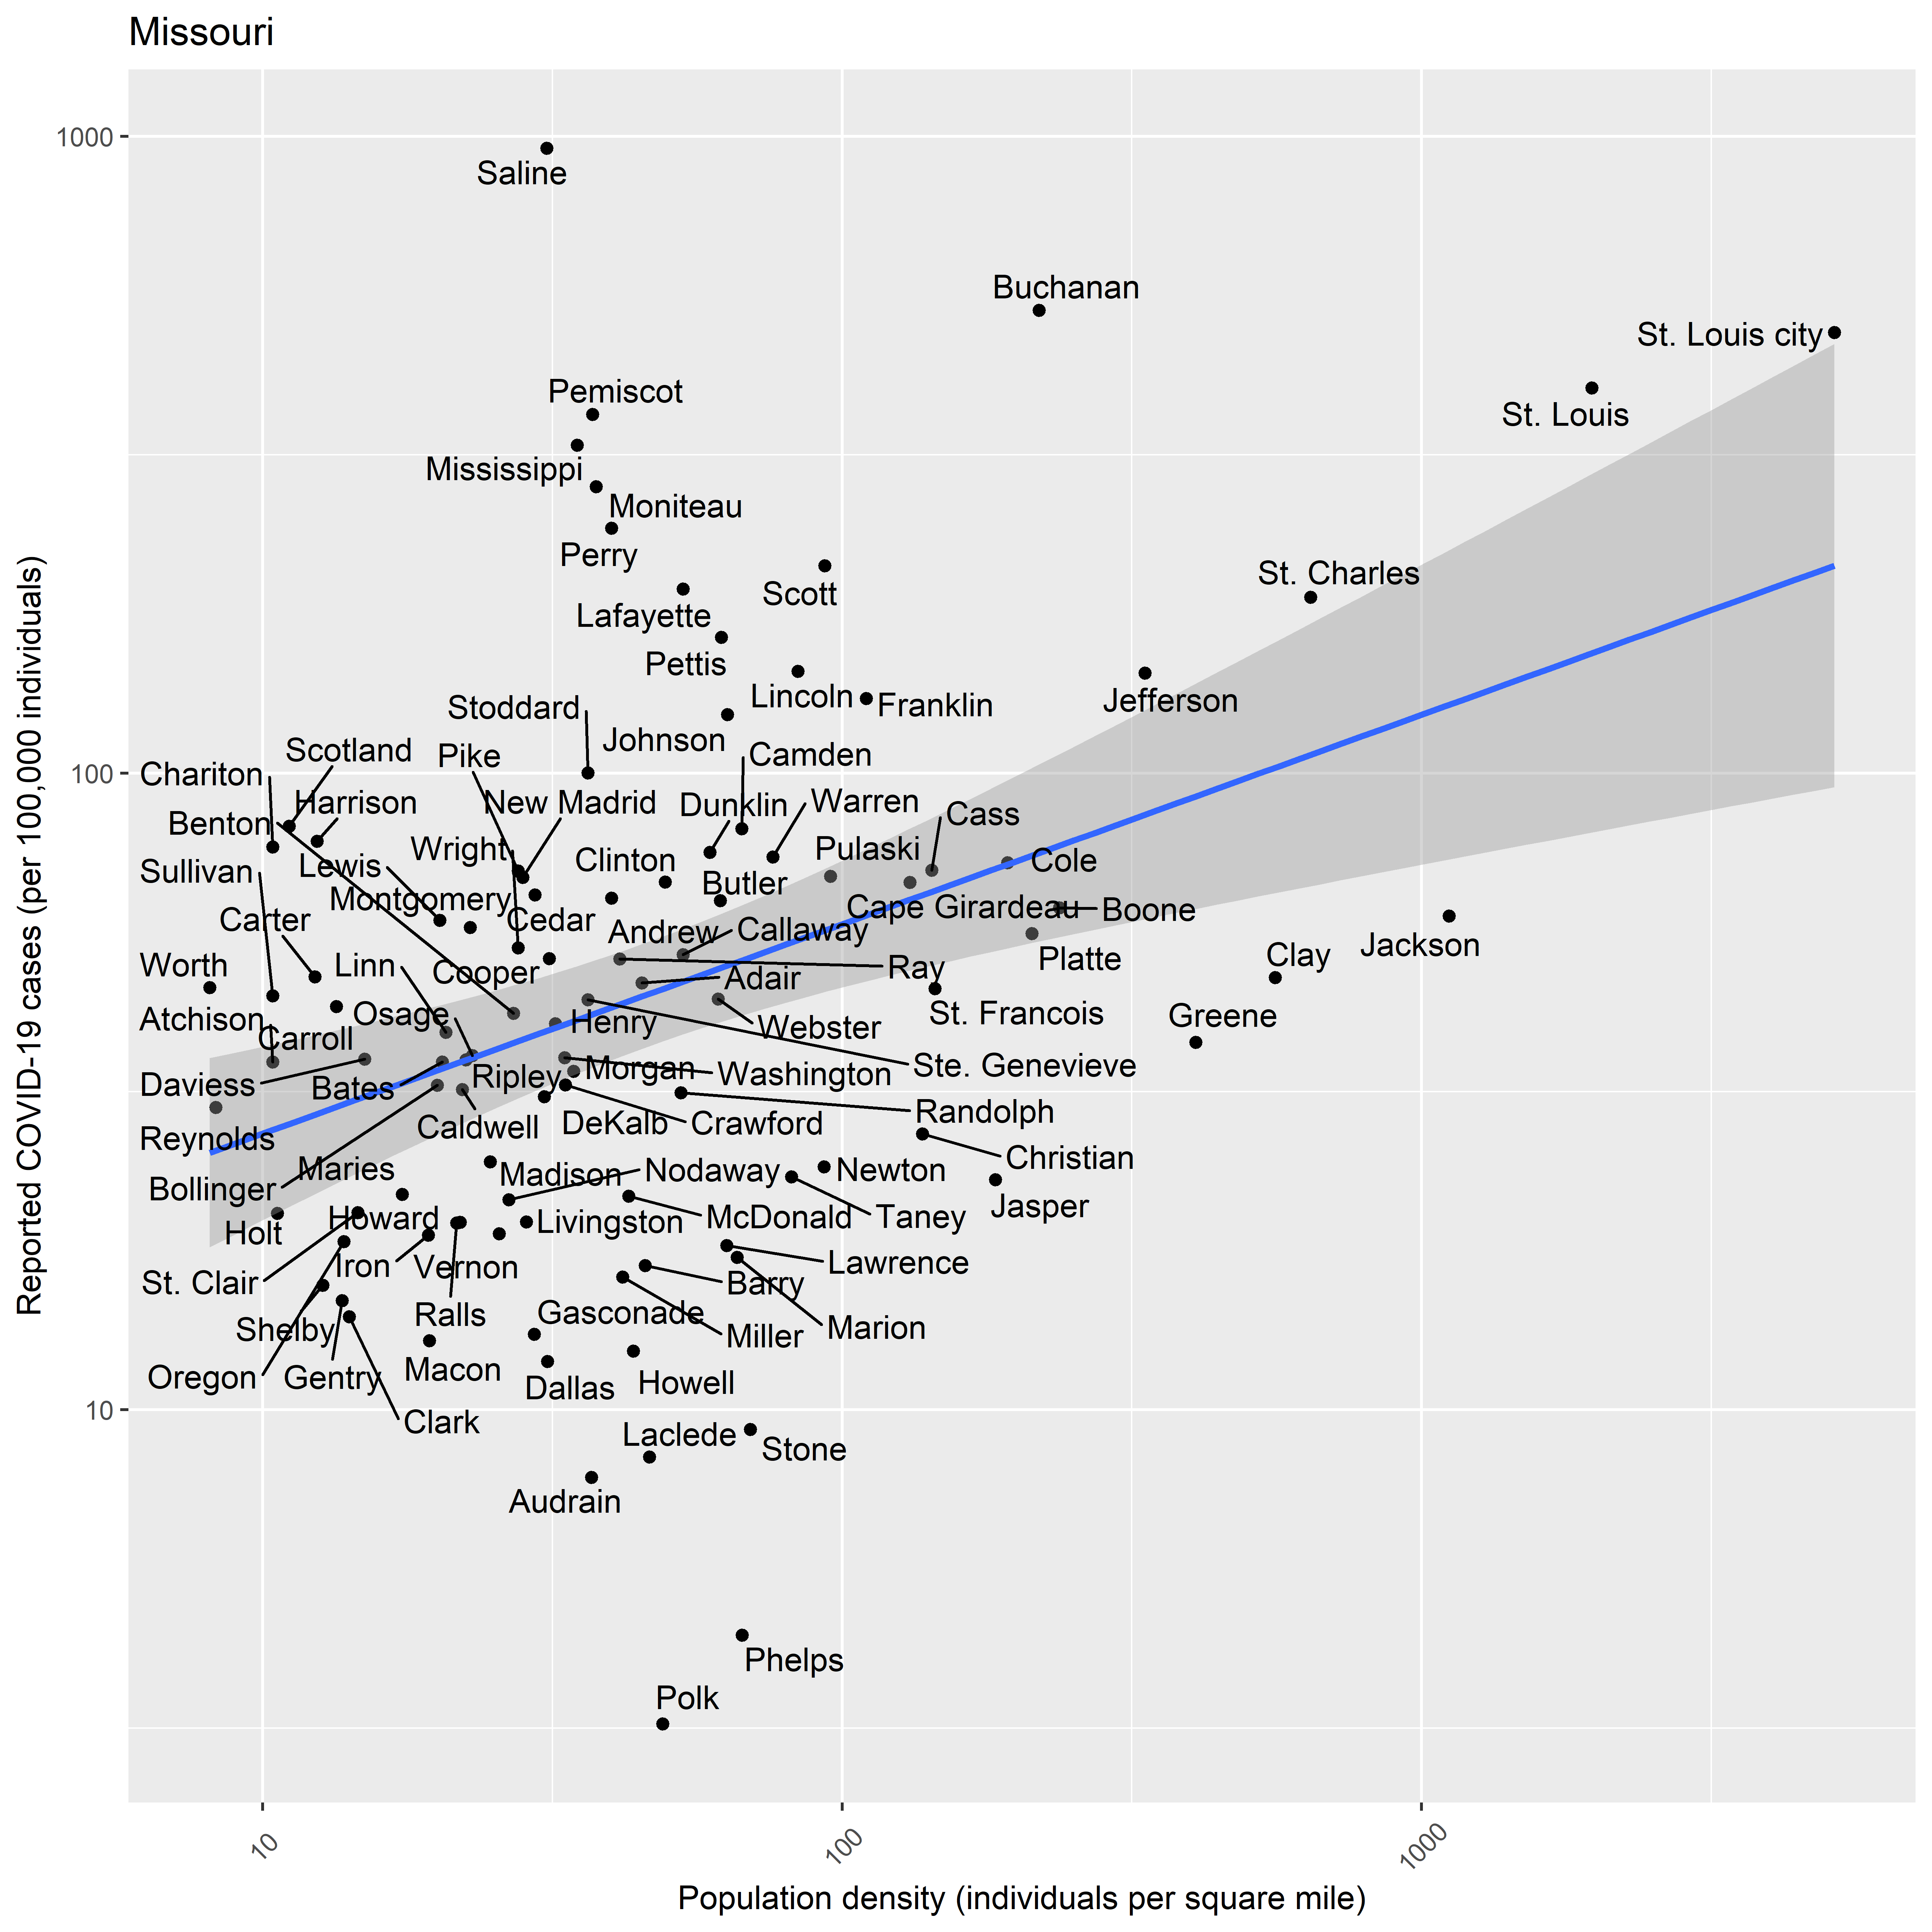 Missouri
1000
Saline
Buchanan
St. Louis city
Pemiscot
St. Louis
Mississippi
Moniteau
Perry
St. Charles
Scott
Lafayette
Pettis
Lincoln
Franklin
Jefferson
Stoddard
Johnson
Scotland
Pike
Camden
Chariton
100
Harrison
New Madrid
Dunklin
Warren
Cass
Benton
Wright
Pulaski
Clinton
Cole
Sullivan
Lewis
Butler
Montgomery
Cape Girardeau
Boone
Carter
Cedar
Andrew
Callaway
Jackson
Platte
Clay
Worth
Linn
Cooper
Ray
Adair
Atchison
Osage
Henry
Webster
St. Francois
Greene
Carroll
Ste. Genevieve
Daviess
Bates
Ripley
Morgan
Washington
Randolph
Reynolds
Caldwell
DeKalb
Crawford
Christian
Maries
Madison
Nodaway
Newton
Bollinger
Jasper
Holt
Howard
Livingston
McDonald
Taney
Iron
Vernon
Lawrence
St. Clair
Barry
Shelby
Ralls
Gasconade
Miller
Marion
Oregon
Gentry
Macon
Dallas
Howell
10
Clark
Laclede
Stone
Audrain
Phelps
Polk
10
100
1000
Population density (individuals per square mile)
Reported COVID-19 cases (per 100,000 individuals)